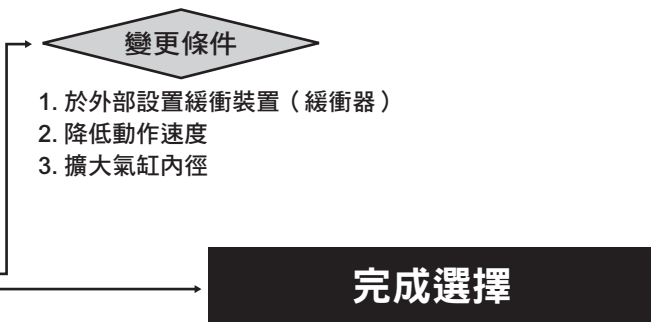 變更條件
1. 於外部設置緩衝裝置（緩衝器）
2. 降低動作速度
3. 擴大氣缸內徑
完成選擇